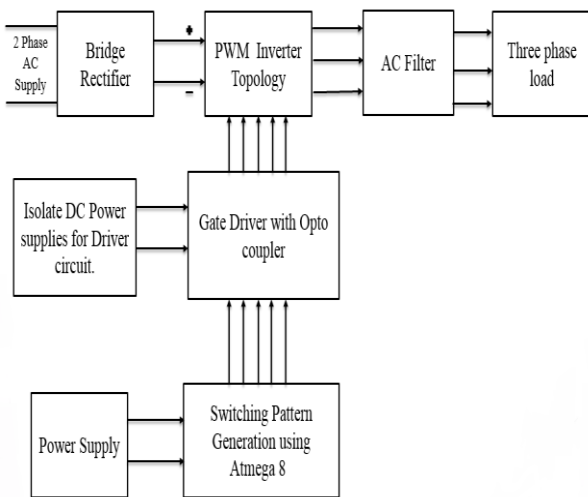 2 Phase
AC
Supply
Bridge
Rectifier
+
–
PWM Inverter
Topology
AC Filter
Three phase
load
Isolate DC Power
supplies for Driver
circuit.
Gate Driver with Opto
coupler
Power Supply
Switching Pattern
Generation using
Atmega 8